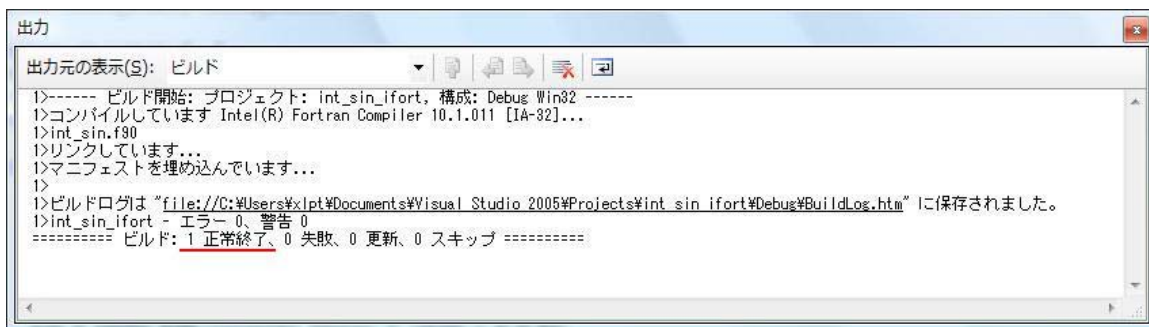 出力
出力元の表示(S): ビルド
1>------ ビルド開始: プロジェクト: int_sin_ifort, 構成: Debug Win32 ------
1>コンパイルしています Intel(R) Fortran Compiler 10.1.011 [IA-32]...
1>int_sin.f90
1>リンクしています...
1>マニフェストを埋め込んでいます...
1>
1>ビルドログは "file://C:¥Users¥xlpt¥Documents¥Visual Studio 2005¥Projects¥int_sin_ifort¥Debug¥BuildLog.htm" に保存されました。
1>int_sin_ifort - エラー 0、警告 0
========== ビルド: 1 正常終了、0 失敗、0 更新、0 スキップ ==========